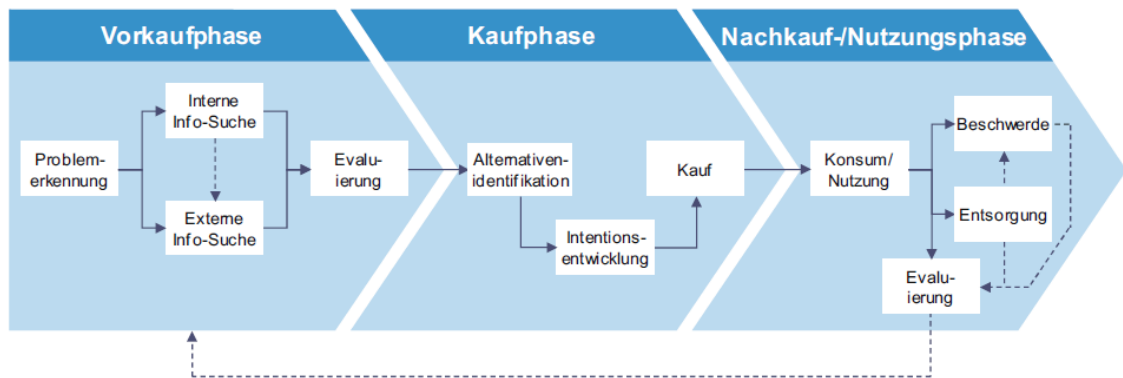 Vorkaufphase
Kaufphase
Nachkauf-/Nutzungsphase
Problem-
erkennung
Interne
Info-Suche
Externe
Info-Suche
Evalu-
ierung
Alternativen-
identifikation
Intentions-
entwicklung
Kauf
Konsum/
Nutzung
Beschwerde
Entsorgung
Evalu-
ierung